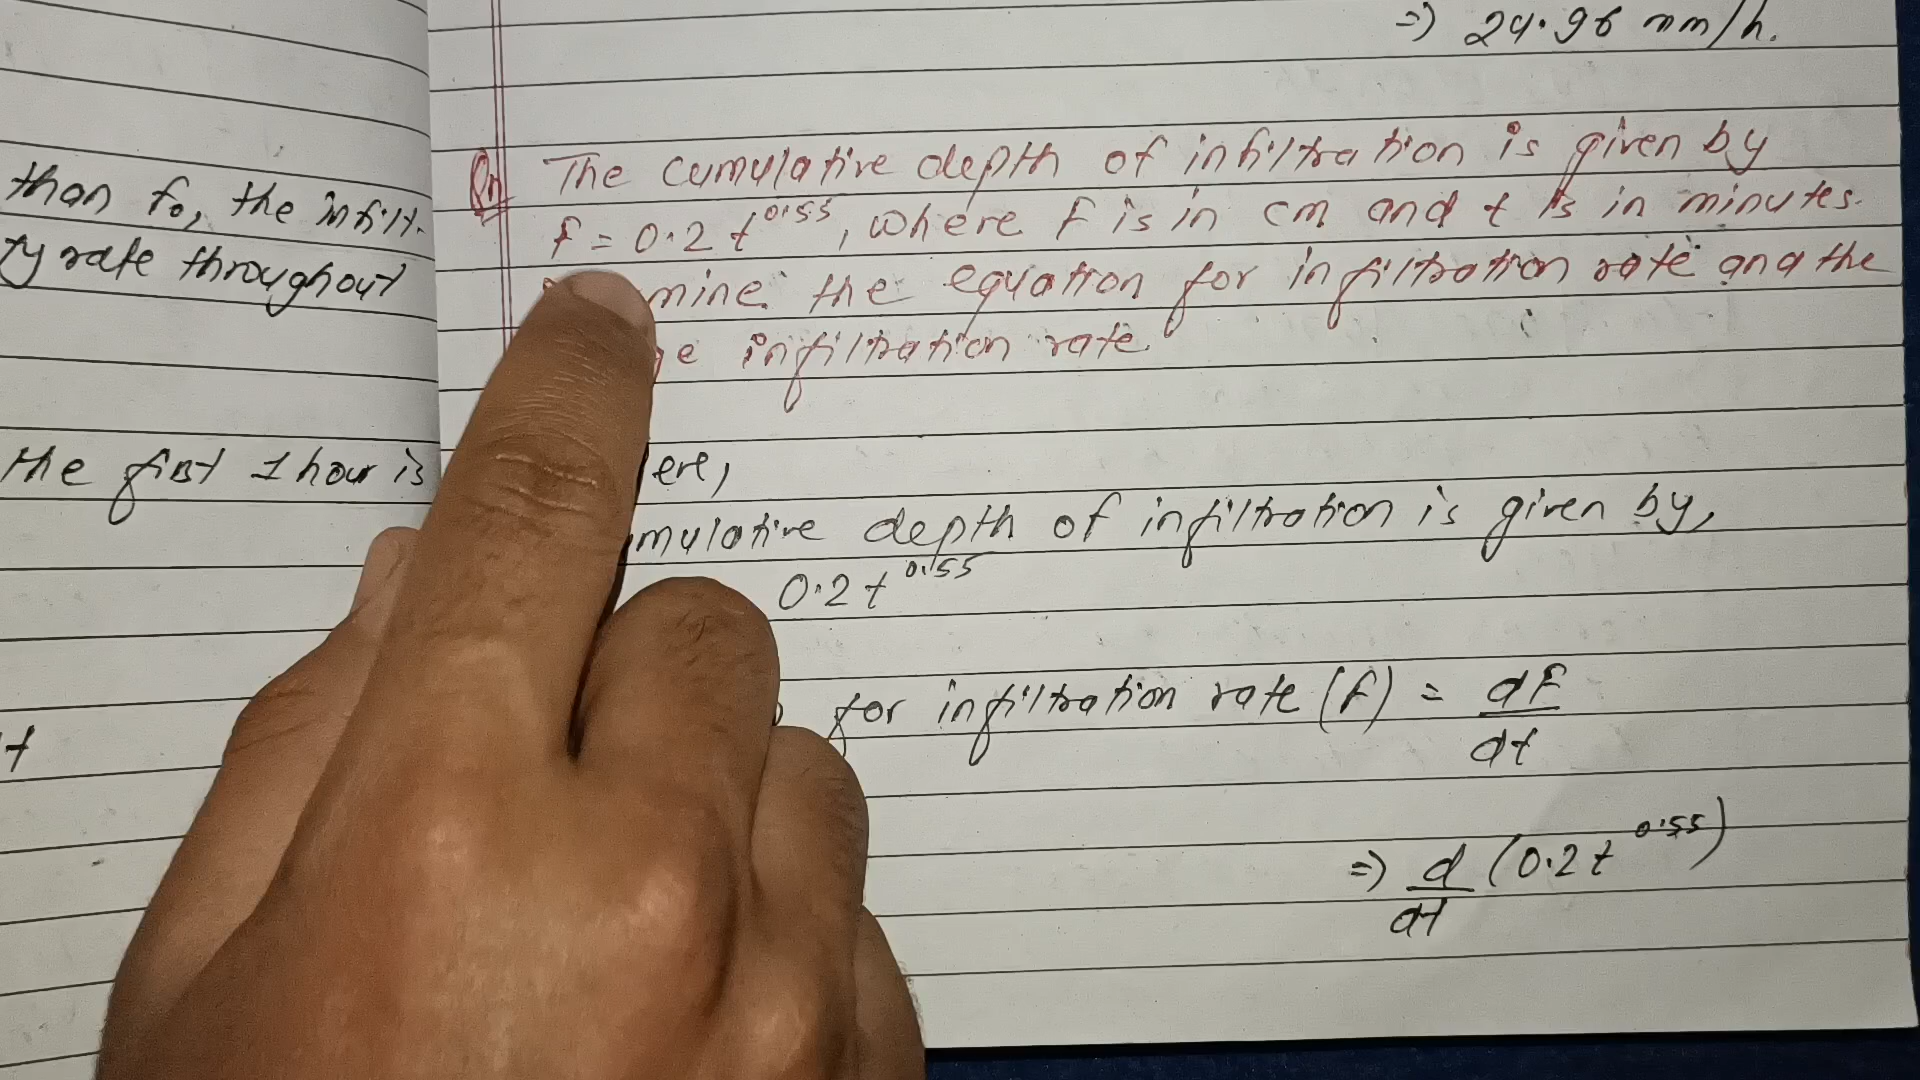 than fo, the infilt-
ty rate throughout
the first 1 hour is
=) 24.96 mm/h.
Qn The cumulative depth of infiltration is given by
F = 0.2 t^0.55, where F is in cm and t is in minutes.
mine the equation for infiltration rate and the
infiltration rate.
depth of infiltration is given by,
0.2 t^0.55
for infiltration rate (f) = dF/dt
=) d/dt (0.2 t^0.55)